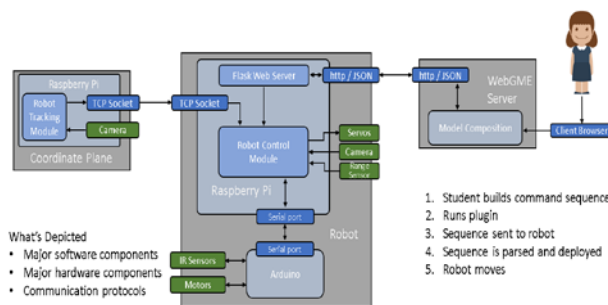 Raspberry Pi
Robot
Tracking
Module
TCP Socket
Camera
Coordinate Plane
TCP Socket
Flask Web Server
http / JSON
Robot Control
Module
Servos
Camera
Range
Sensor
Raspberry Pi
Serial port
Robot
Serial port
IR Sensors
Motors
Arduino
http / JSON
WebGME
Server
Model Composition
Client Browser
What's Depicted
• Major software components
• Major hardware components
• Communication protocols
1. Student builds command sequence
2. Runs plugin
3. Sequence sent to robot
4. Sequence is parsed and deployed
5. Robot moves